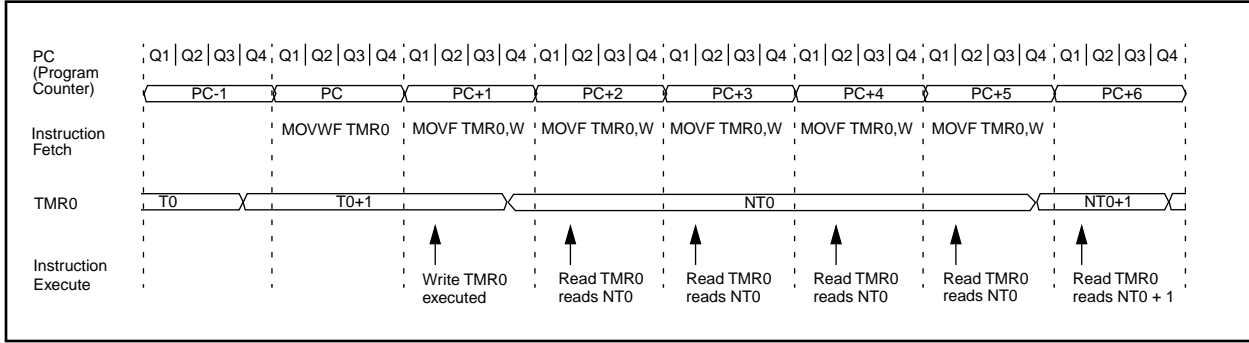 PC
(Program
Counter)
Q1 Q2 Q3 Q4 Q1 Q2 Q3 Q4 Q1 Q2 Q3 Q4 Q1 Q2 Q3 Q4 Q1 Q2 Q3 Q4 Q1 Q2 Q3 Q4 Q1 Q2 Q3 Q4 Q1 Q2 Q3 Q4
PC-1 PC PC+1 PC+2 PC+3 PC+4 PC+5 PC+6
Instruction
Fetch
MOVWF TMR0 MOVF TMR0,W MOVF TMR0,W MOVF TMR0,W MOVF TMR0,W MOVF TMR0,W
TMR0
T0 T0+1 NT0 NT0+1
Instruction
Execute
Write TMR0
executed
Read TMR0
reads NT0
Read TMR0
reads NT0
Read TMR0
reads NT0
Read TMR0
reads NT0
Read TMR0
reads NT0 + 1